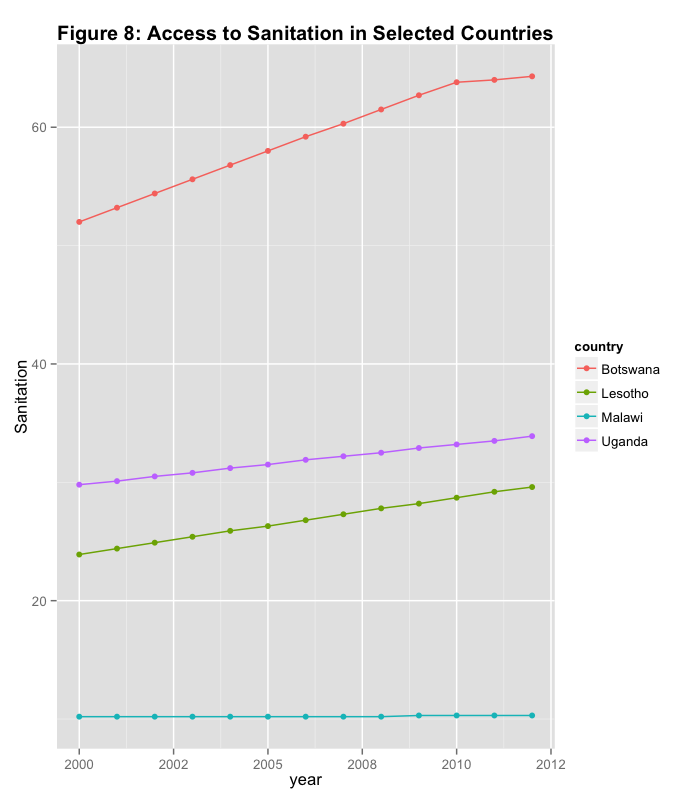 Figure 8: Access to Sanitation in Selected Countries
60
40
20
Sanitation
2000 2002 2005 2008 2010 2012
year
country
Botswana
Lesotho
Malawi
Uganda